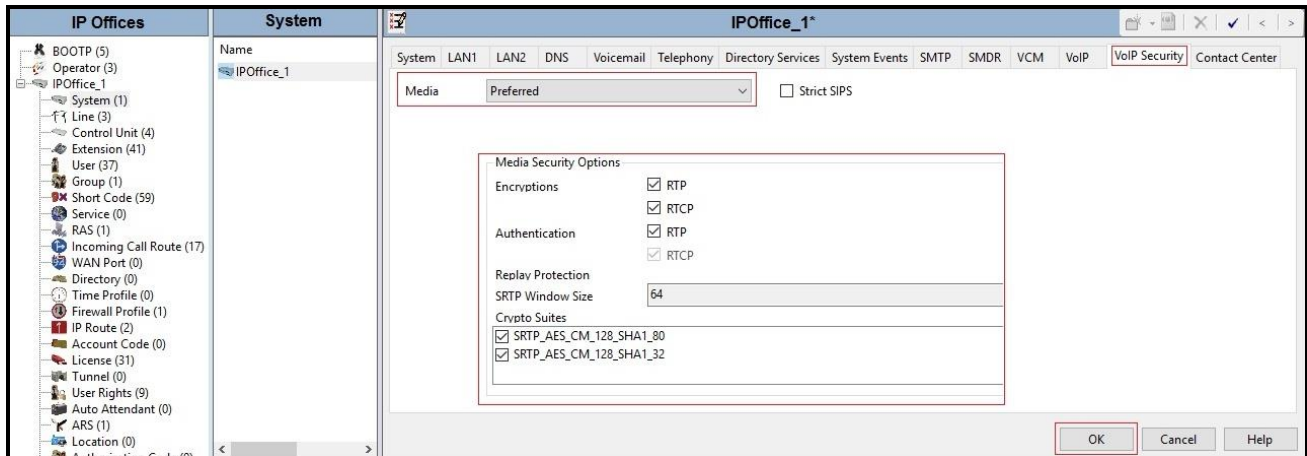 IP Offices
BOOTP (5)
Operator (3)
IPOffice_1
System (1)
Line (3)
Control Unit (4)
Extension (41)
User (37)
Group (1)
Short Code (59)
Service (0)
RAS (1)
Incoming Call Route (17)
WAN Port (0)
Directory (0)
Time Profile (0)
Firewall Profile (1)
IP Route (2)
Account Code (0)
License (31)
Tunnel (0)
User Rights (9)
Auto Attendant (0)
ARS (1)
Location (0)
System
Name
IPOffice_1
IPOffice_1*
System LAN1 LAN2 DNS Voicemail Telephony Directory Services System Events SMTP SMDR VCM VoIP VoIP Security Contact Center
Media Preferred Strict SIPS
Media Security Options
Encryptions RTP
RTCP
Authentication RTP
RTCP
Replay Protection
SRTP Window Size 64
Crypto Suites
SRTP_AES_CM_128_SHA1_80
SRTP_AES_CM_128_SHA1_32
OK Cancel Help